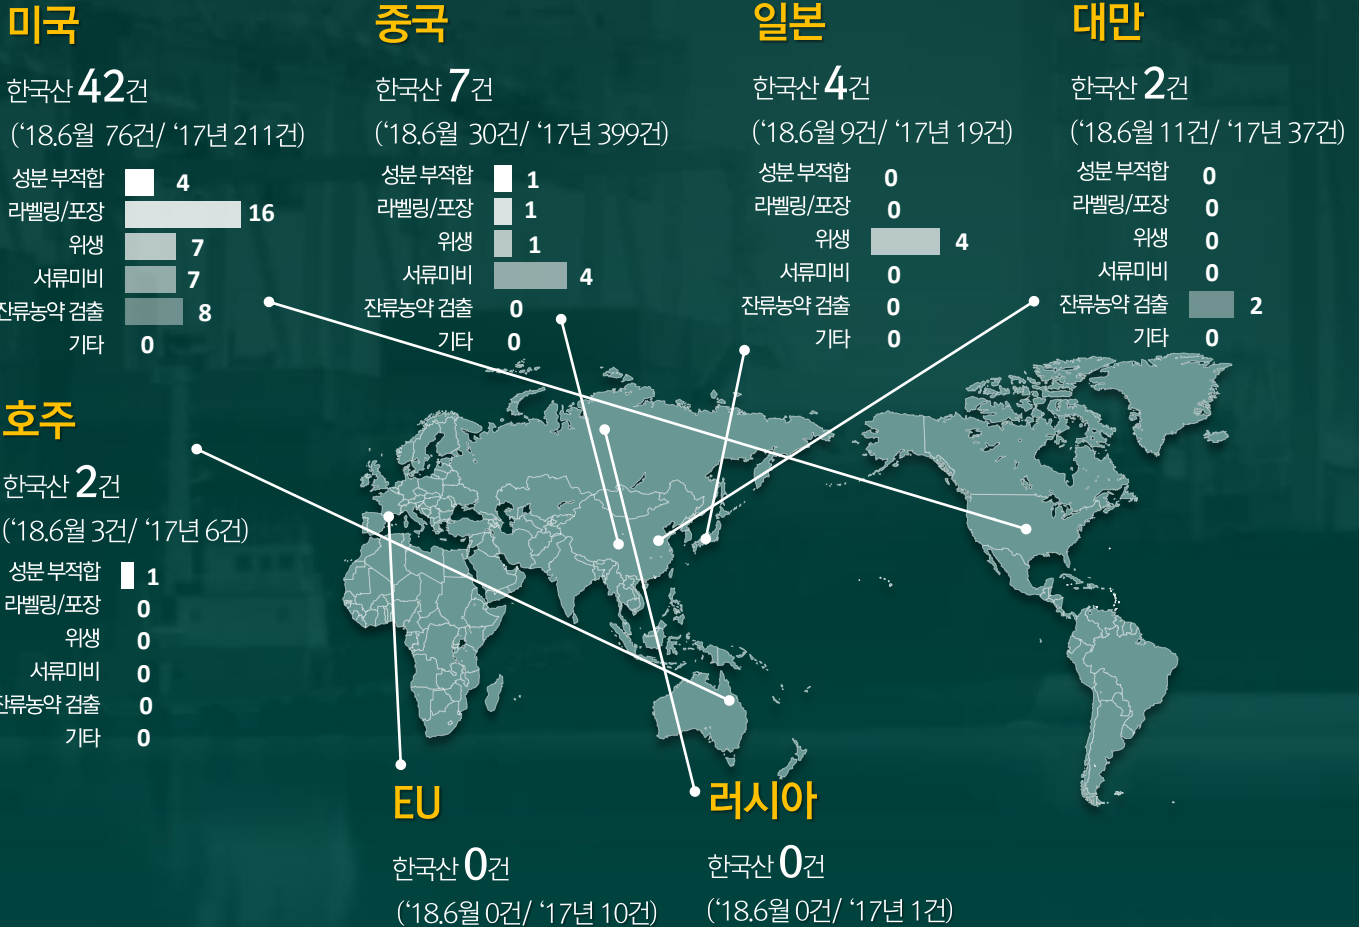 미국
한국산 42건
(‘18.6월 76건/ ‘17년 211건)
성분 부적합 4
라벨링/포장 16
위생 7
서류미비 7
잔류농약 검출 8
기타 0
중국
한국산 7건
(‘18.6월 30건/ ‘17년 399건)
성분 부적합 1
라벨링/포장 1
위생 1
서류미비 4
잔류농약 검출 0
기타 0
일본
한국산 4건
(‘18.6월 9건/ ‘17년 19건)
성분 부적합 0
라벨링/포장 0
위생 4
서류미비 0
잔류농약 검출 0
기타 0
대만
한국산 2건
(‘18.6월 11건/ ‘17년 37건)
성분 부적합 0
라벨링/포장 0
위생 0
서류미비 0
잔류농약 검출 2
기타 0
호주
한국산 2건
(‘18.6월 3건/ ‘17년 6건)
성분 부적합 1
라벨링/포장 0
위생 0
서류미비 0
잔류농약 검출 0
기타 0
EU
한국산 0건
(‘18.6월 0건/ ‘17년 10건)
러시아
한국산 0건
(‘18.6월 0건/ ‘17년 1건)